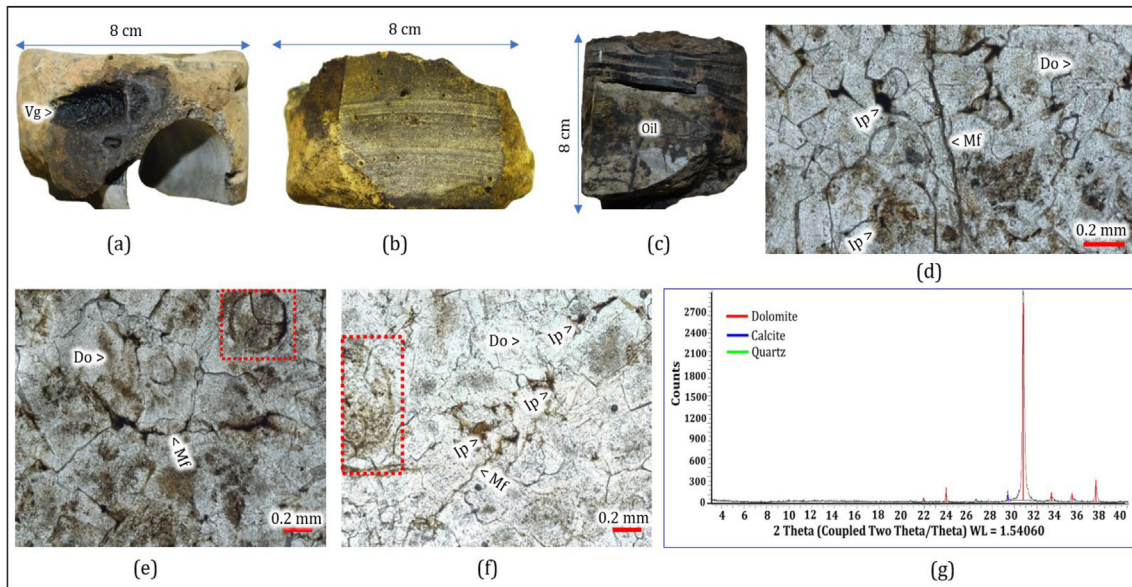 8 cm
8 cm
Vg >
8 cm
Oil
Do >
Ip >
< Mf
Ip >
0.2 mm
(a)
(b)
(c)
(d)
Do >
< Mf
0.2 mm
Do >
Ip >
Ip >
Ip >
< Mf
0.2 mm
2700
2400
2100
1800
1500
1200
900
600
300
0
Counts
Dolomite
Calcite
Quartz
4 6 8 10 12 14 16 18 20 22 24 26 28 30 32 34 36 38 40
2 Theta (Coupled Two Theta/Theta) WL = 1.54060
(e)
(f)
(g)